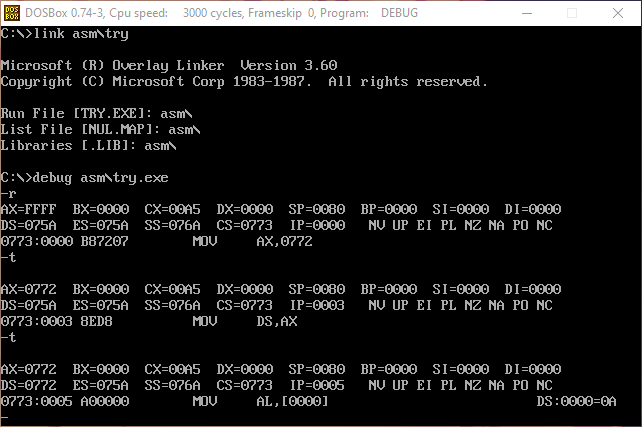 DOSBox 0.74-3, Cpu speed: 3000 cycles, Frameskip 0, Program: DEBUG
C:\>link asm\try
Microsoft (R) Overlay Linker Version 3.60
Copyright (C) Microsoft Corp 1983-1987. All rights reserved.
Run File [TRY.EXE]: asm\
List File [NUL.MAP]: asm\
Libraries [.LIB]: asm\
C:\>debug asm\try.exe
-r
AX=FFFF BX=0000 CX=00A5 DX=0000 SP=0080 BP=0000 SI=0000 DI=0000
DS=075A ES=075A SS=076A CS=0773 IP=0000 NV UP EI PL NZ NA PO NC
0773:0000 B87207 MOV AX,0772
-t
AX=0772 BX=0000 CX=00A5 DX=0000 SP=0080 BP=0000 SI=0000 DI=0000
DS=075A ES=075A SS=076A CS=0773 IP=0003 NV UP EI PL NZ NA PO NC
0773:0003 8ED8 MOV DS,AX
-t
AX=0772 BX=0000 CX=00A5 DX=0000 SP=0080 BP=0000 SI=0000 DI=0000
DS=0772 ES=075A SS=076A CS=0773 IP=0005 NV UP EI PL NZ NA PO NC
0773:0005 A00000 MOV AL,[0000] DS:0000=0A
-